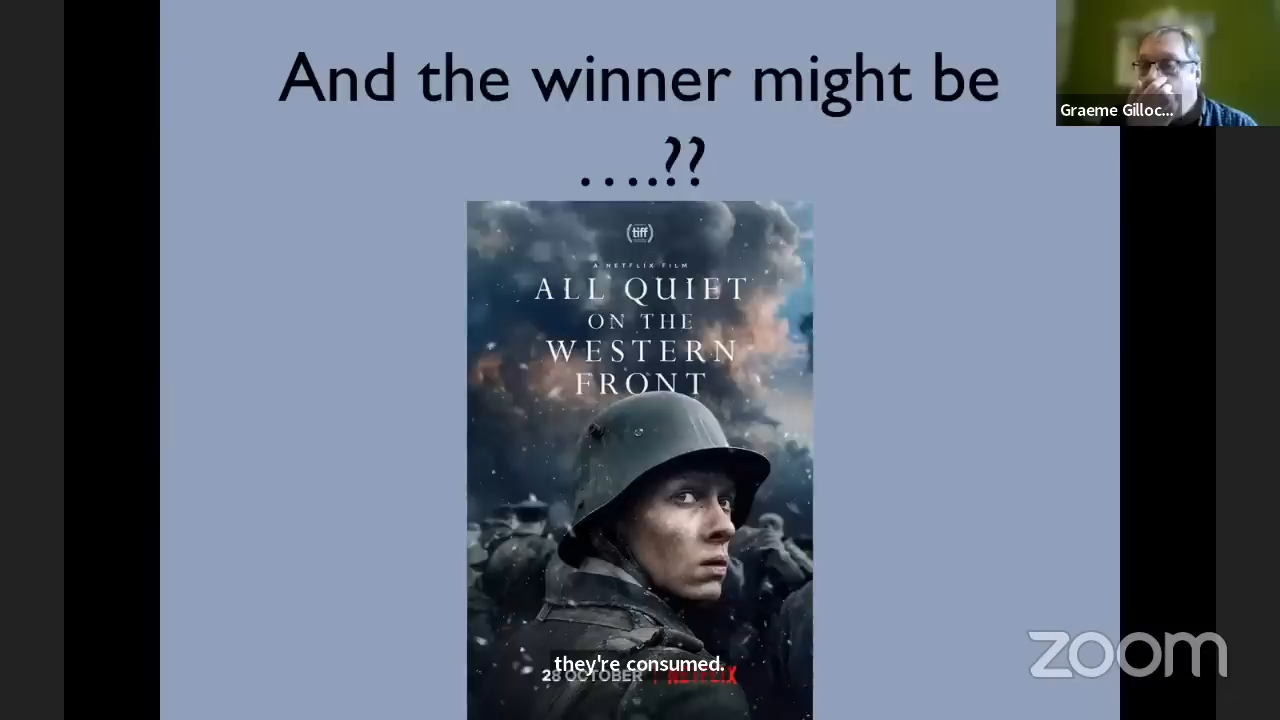 And the winner might be
….??
Graeme Gilloc...
tiff
A NETFLIX FILM
ALL QUIET
ON THE
WESTERN
FRONT
they're consumed.
28 OCTOBER | NETFLIX
zoom